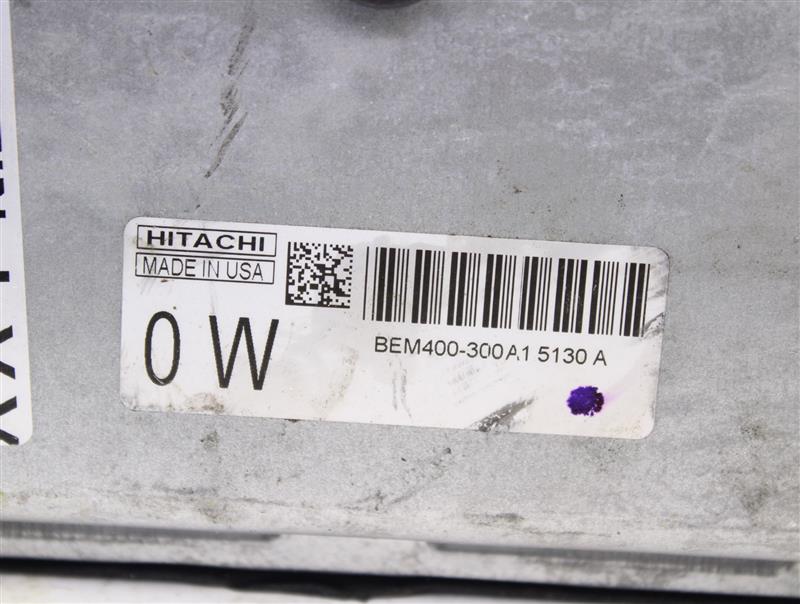 HITACHI
MADE IN USA
0 W
BEM400-300A1 5130 A